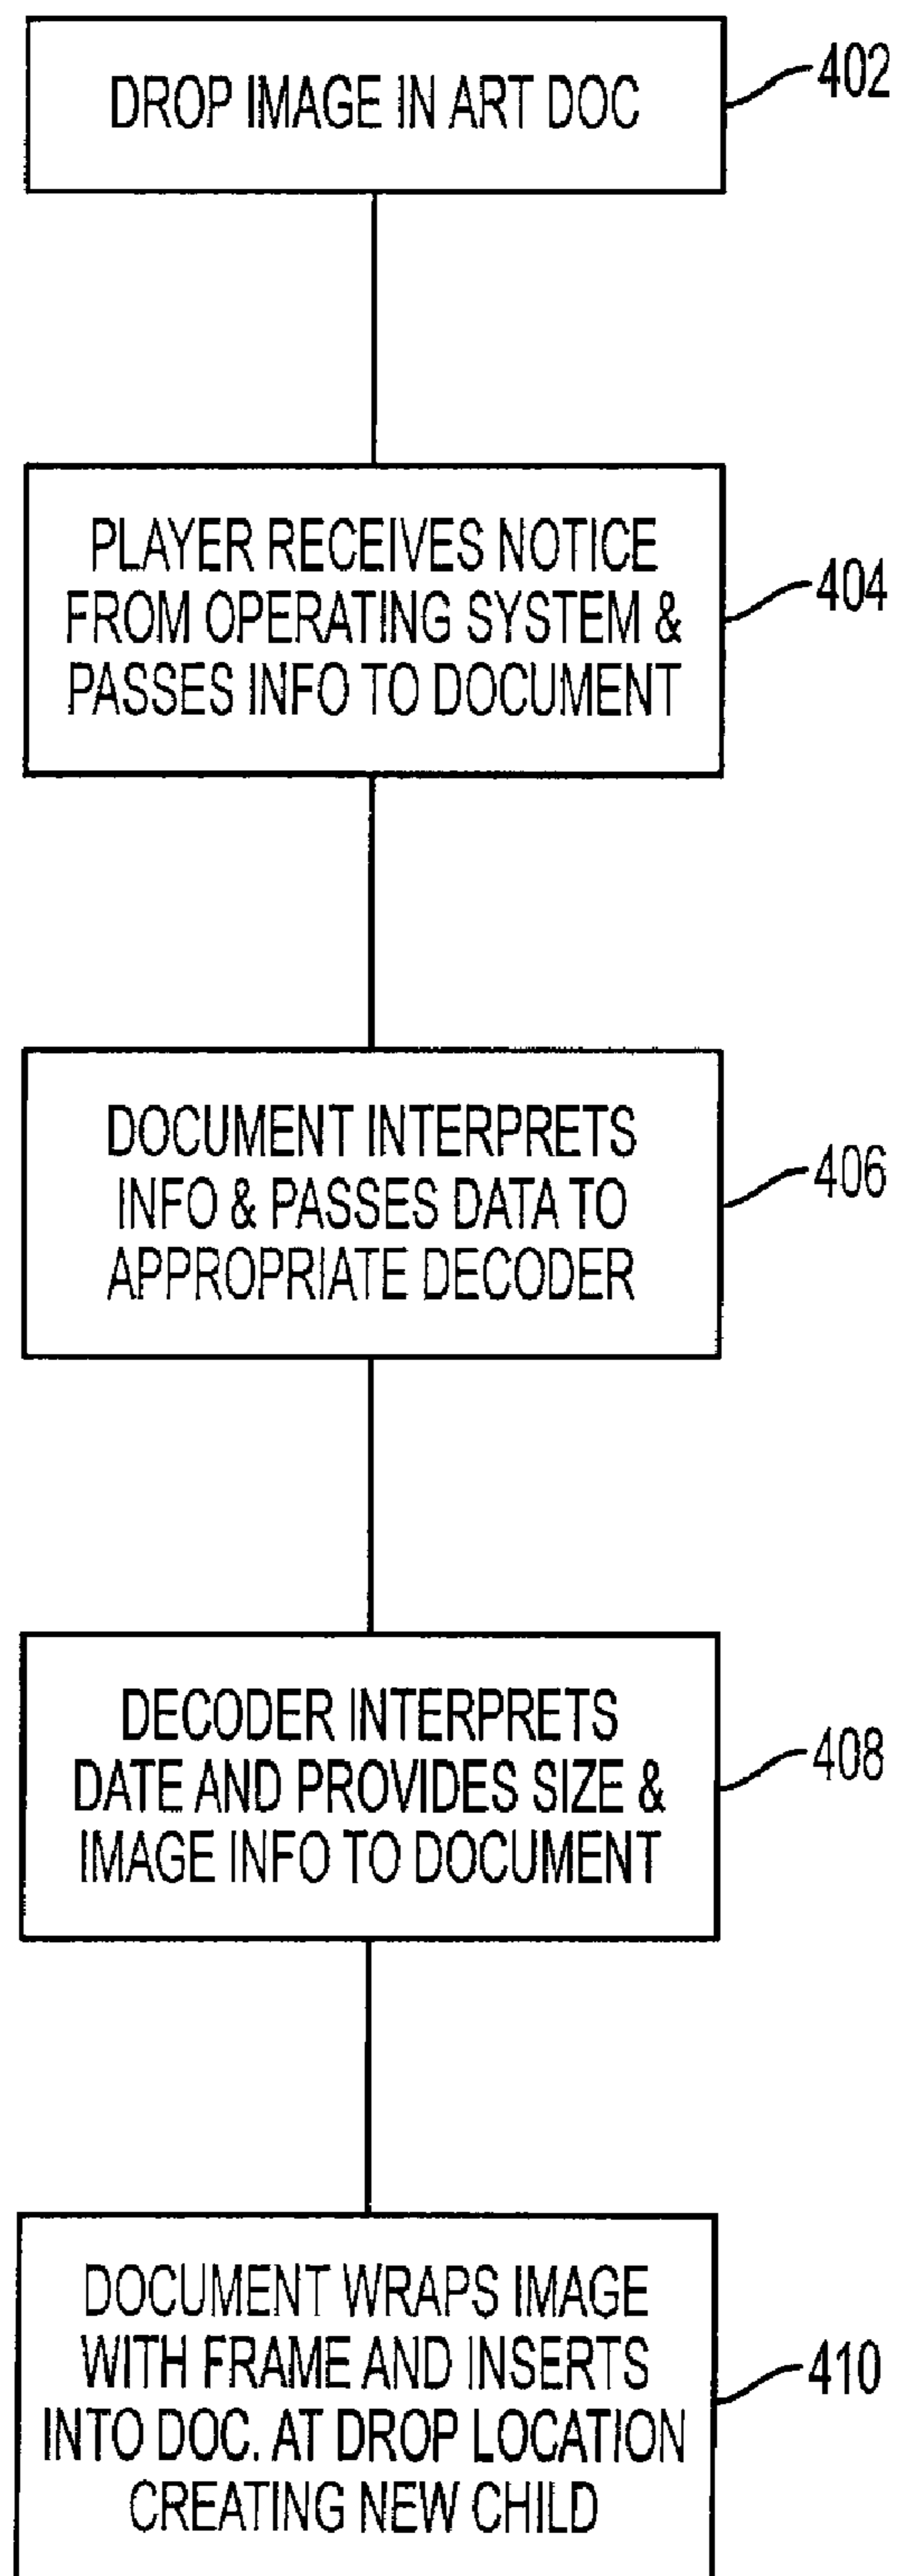 DROP IMAGE IN ART DOC
402
PLAYER RECEIVES NOTICE
FROM OPERATING SYSTEM &
PASSES INFO TO DOCUMENT
404
DOCUMENT INTERPRETS
INFO & PASSES DATA TO
APPROPRIATE DECODER
406
DECODER INTERPRETS
DATE AND PROVIDES SIZE &
IMAGE INFO TO DOCUMENT
408
DOCUMENT WRAPS IMAGE
WITH FRAME AND INSERTS
INTO DOC. AT DROP LOCATION
CREATING NEW CHILD
410